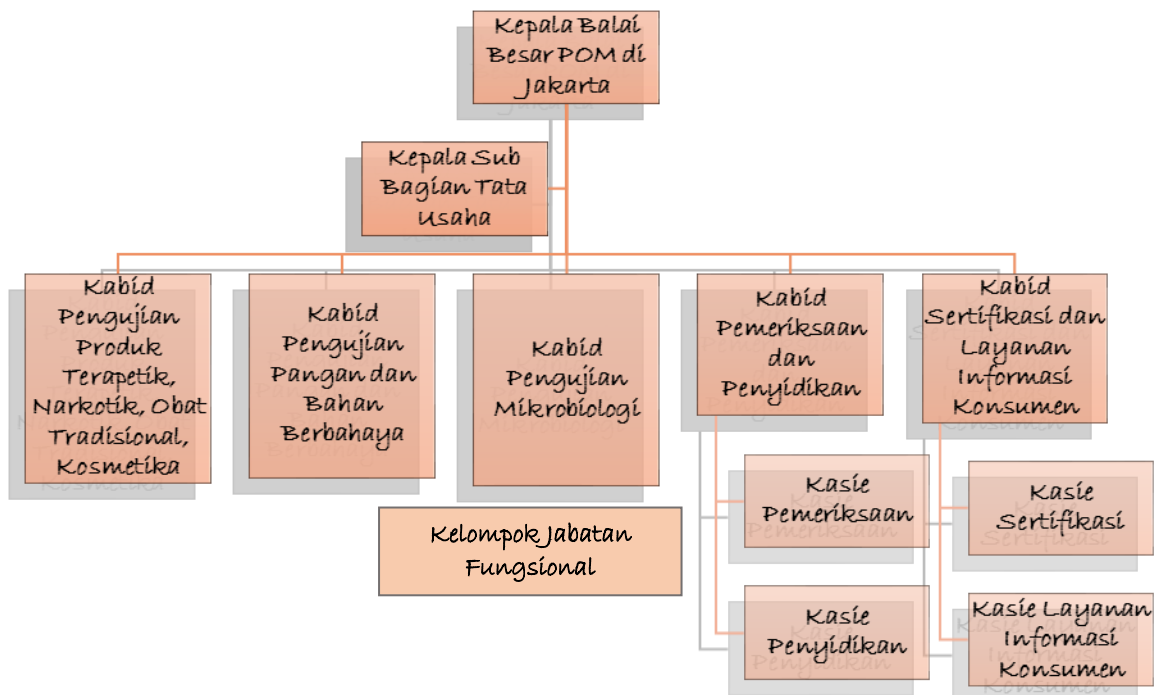 Kepala Balai
Besar POM di
Jakarta
Kepala Sub
Bagian Tata
Usaha
Kabid
Pengujian
Produk
Terapetik,
Narkotik, Obat
Tradisional,
Kosmetika
Kabid
Pengujian
Pangan dan
Bahan
Berbahaya
Kabid
Pengujian
Mikrobiologi
Kabid
Pemeriksaan
dan
Penyidikan
Kabid
Sertifikasi dan
Layanan
Informasi
Konsumen
Kelompok Jabatan
Fungsional
Kasie
Pemeriksaan
Kasie
Penyidikan
Kasie
Sertifikasi
Kasie Layanan
Informasi
Konsumen